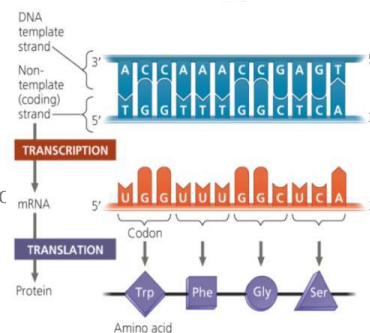 DNA
template
strand
3'
A C C A A A C C G A G T
Non-
template
(coding)
strand
5'
T G G T T T G G C T C A
TRANSCRIPTION
mRNA
5'
U G G U U U G G C U C A
Codon
TRANSLATION
Protein
Trp Phe Gly Ser
Amino acid